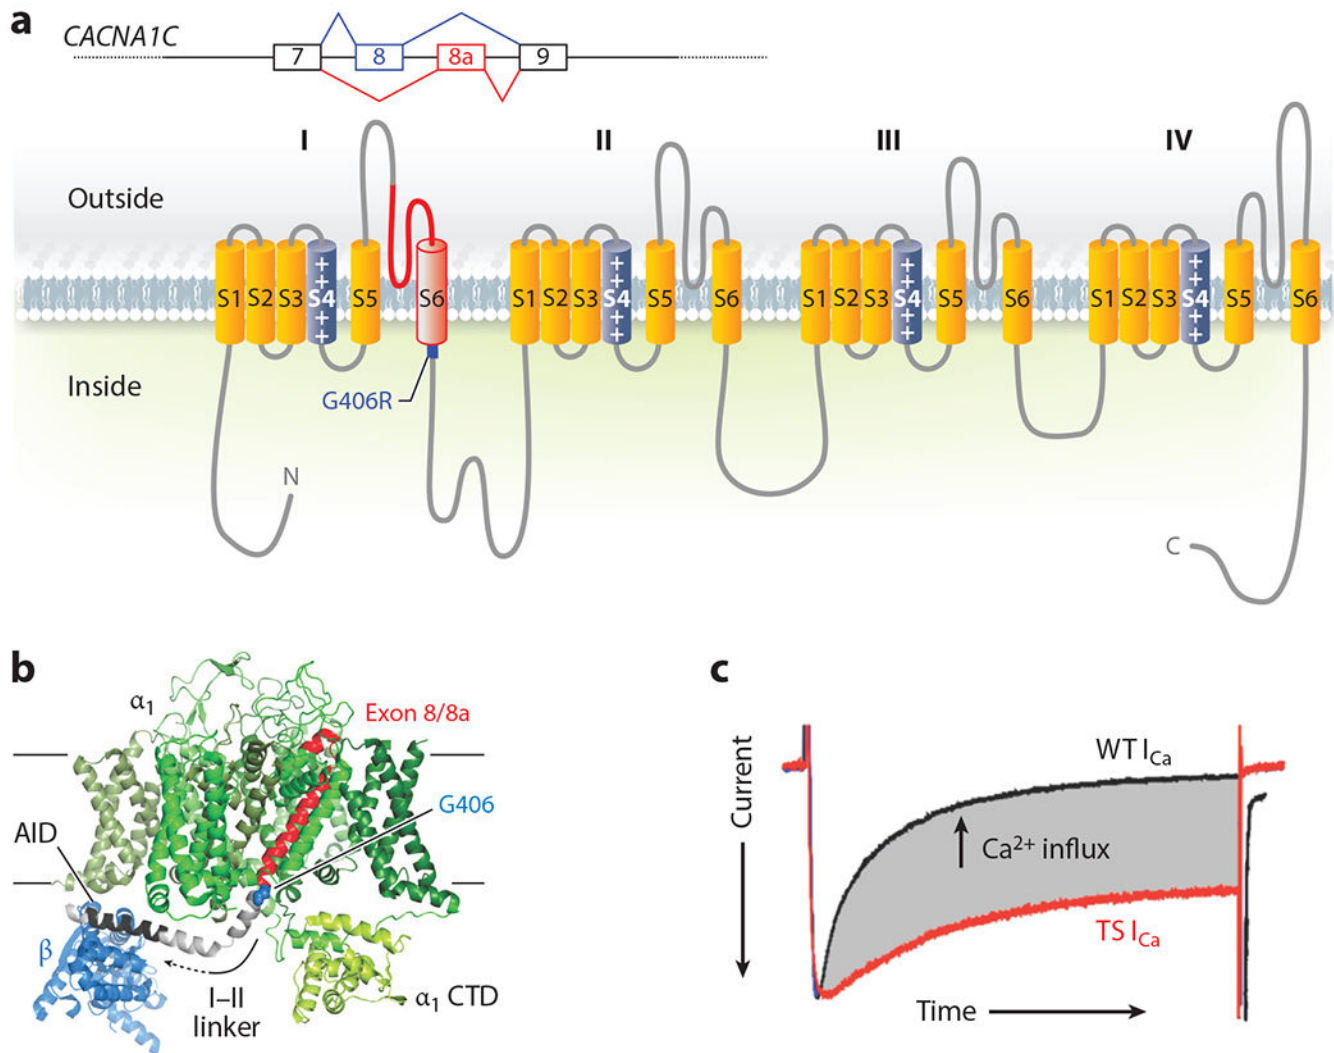 a
CACNA1C
7 8 8a 9
I II III IV
Outside
S1 S2 S3 S4 S5 S6 S1 S2 S3 S4 S5 S6 S1 S2 S3 S4 S5 S6 S1 S2 S3 S4 S5 S6
++ ++ ++ ++
++ ++ ++ ++
Inside
G406R
N
C
b
α1
Exon 8/8a
G406
AID
β
I–II
linker
α1 CTD
c
Current
WT ICa
Ca2+ influx
TS ICa
Time